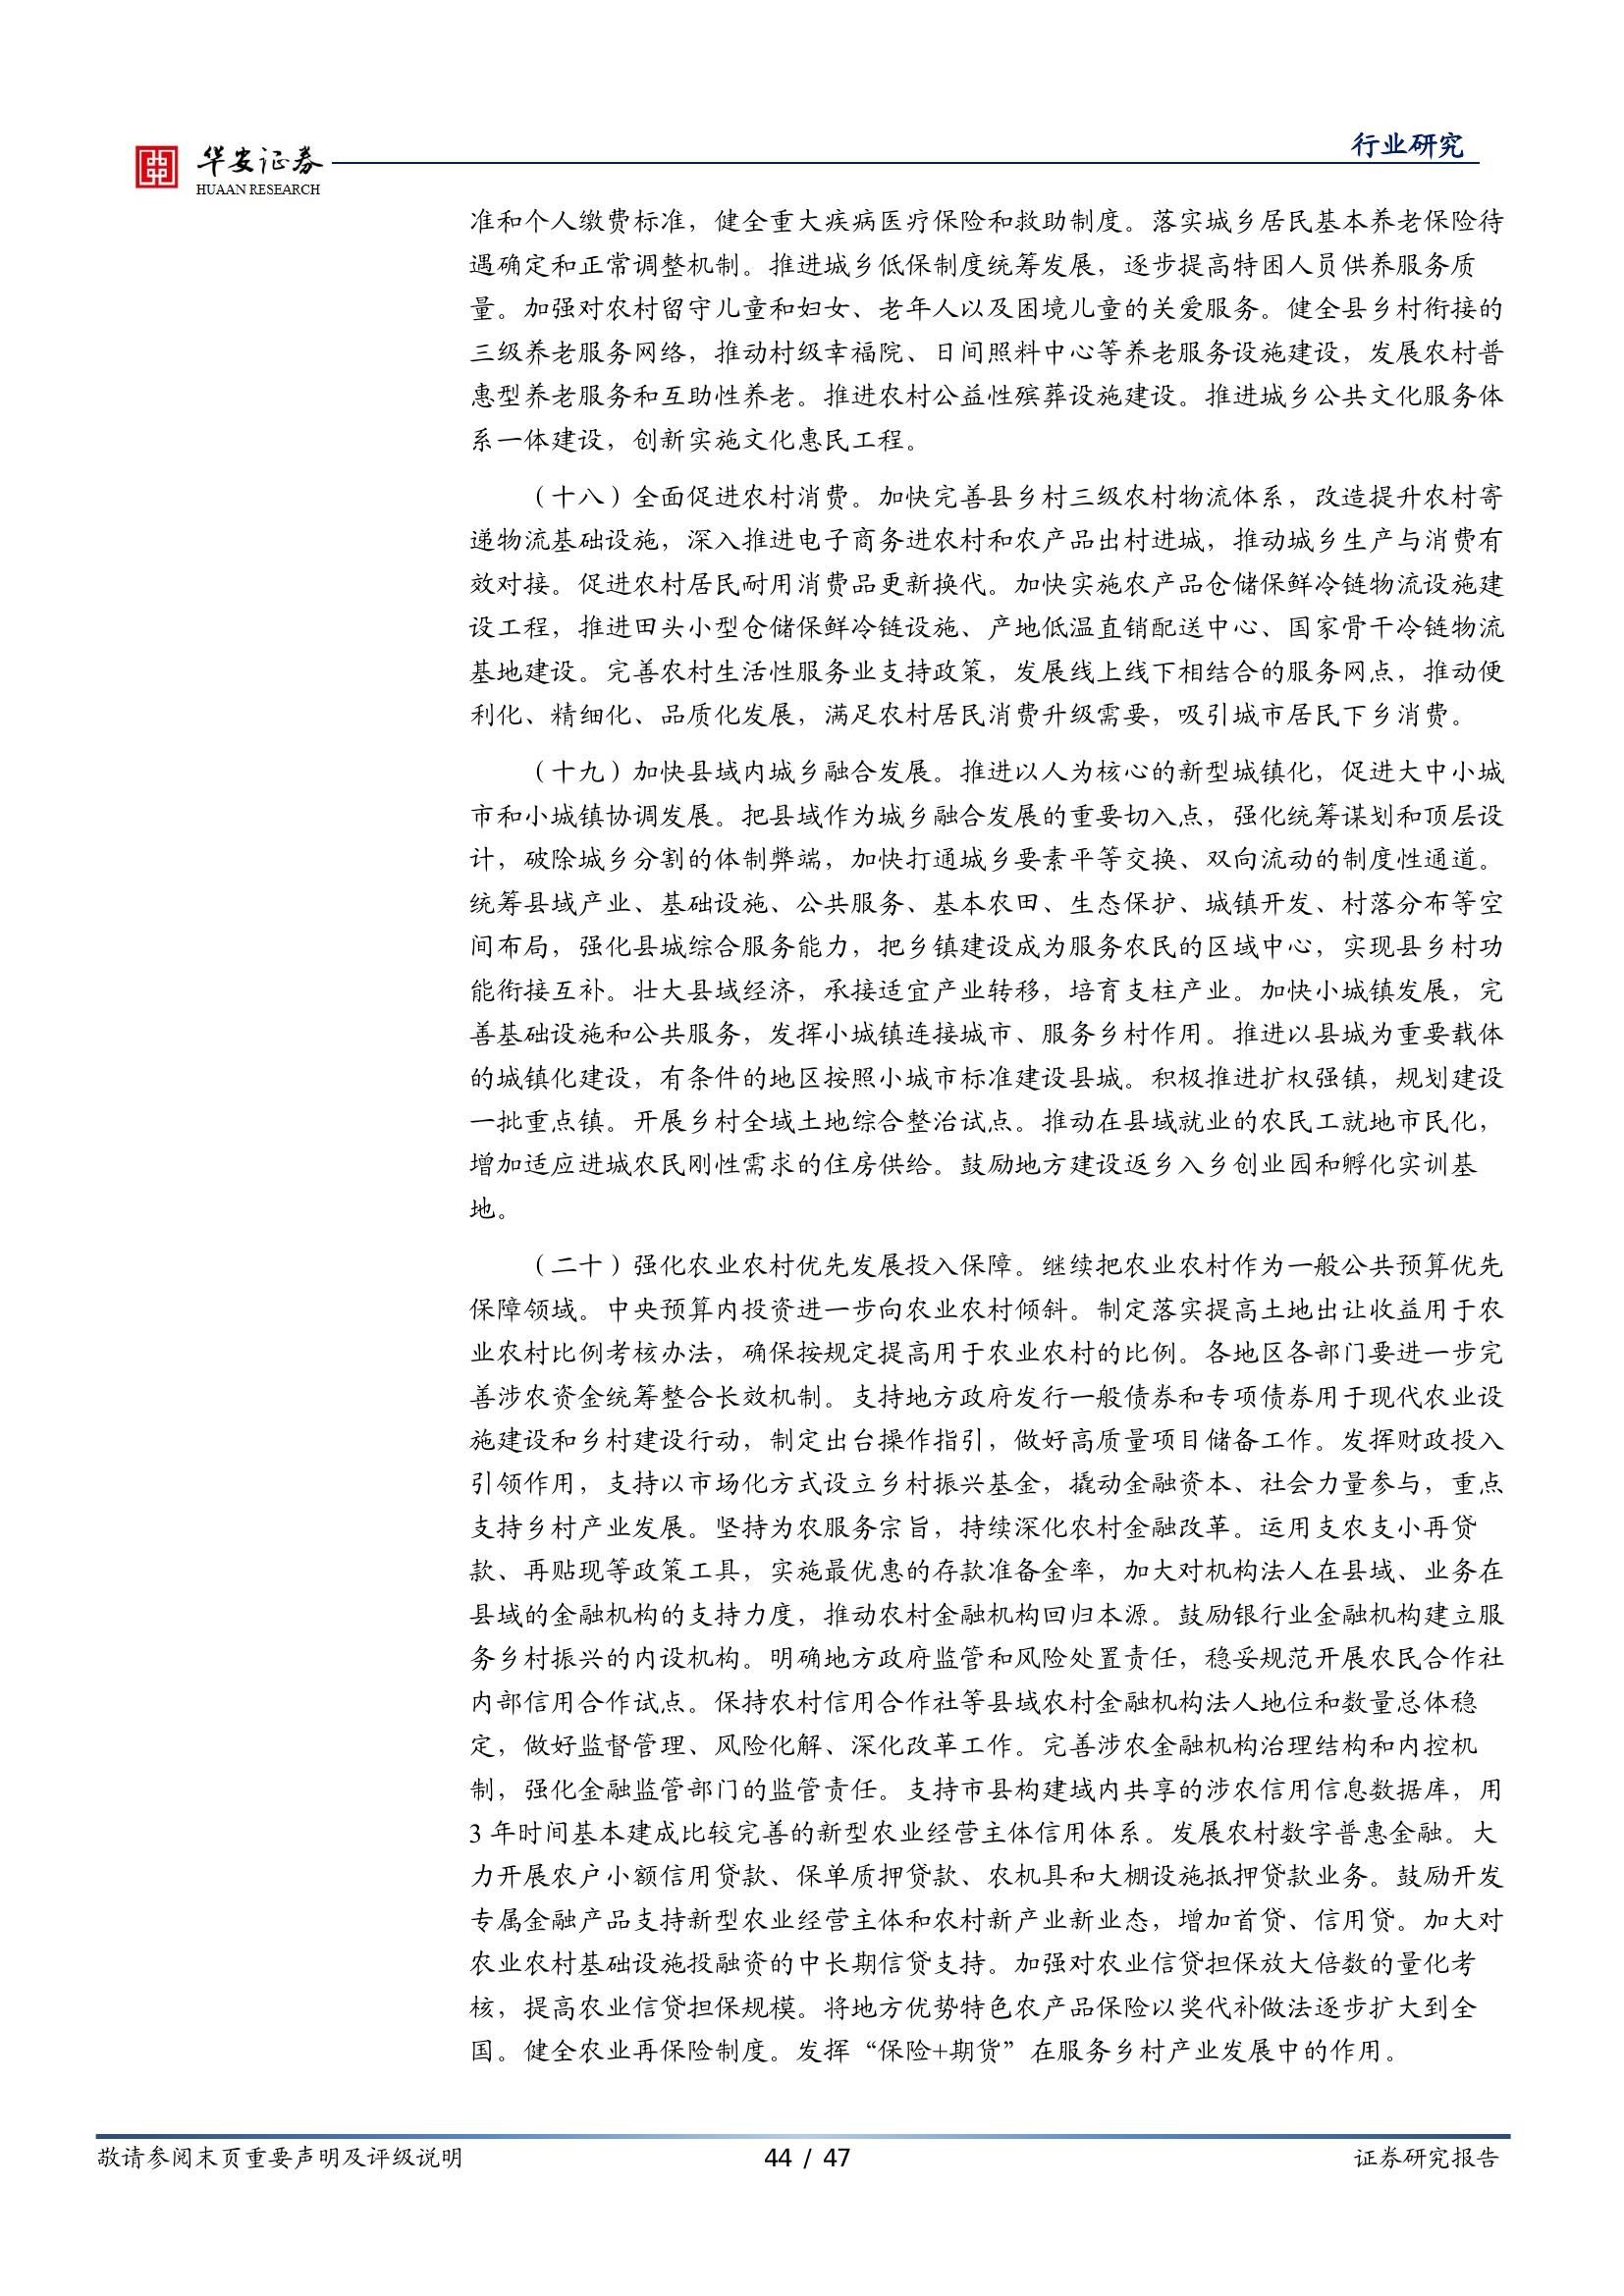 华安证券
HUAAN RESEARCH
行业研究
准和个人缴费标准，健全重大疾病医疗保险和救助制度。落实城乡居民基本养老保险待
遇确定和正常调整机制。推进城乡低保制度统筹发展，逐步提高特困人员供养服务质
量。加强对农村留守儿童和妇女、老年人以及困境儿童的关爱服务。健全县乡村衔接的
三级养老服务网络，推动村级幸福院、日间照料中心等养老服务设施建设，发展农村普
惠型养老服务和互助性养老。推进农村公益性殡葬设施建设。推进城乡公共文化服务体
系一体建设，创新实施文化惠民工程。
（十八）全面促进农村消费。加快完善县乡村三级农村物流体系，改造提升农村寄
递物流基础设施，深入推进电子商务进农村和农产品出村进城，推动城乡生产与消费有
效对接。促进农村居民耐用消费品更新换代。加快实施农产品仓储保鲜冷链物流设施建
设工程，推进田头小型仓储保鲜冷链设施、产地低温直销配送中心、国家骨干冷链物流
基地建设。完善农村生活性服务业支持政策，发展线上线下相结合的服务网点，推动便
利化、精细化、品质化发展，满足农村居民消费升级需要，吸引城市居民下乡消费。
（十九）加快县域内城乡融合发展。推进以人为核心的新型城镇化，促进大中小城
市和小城镇协调发展。把县域作为城乡融合发展的重要切入点，强化统筹谋划和顶层设
计，破除城乡分割的体制弊端，加快打通城乡要素平等交换、双向流动的制度性通道。
统筹县域产业、基础设施、公共服务、基本农田、生态保护、城镇开发、村落分布等空
间布局，强化县城综合服务能力，把乡镇建设成为服务农民的区域中心，实现县乡村功
能衔接互补。壮大县域经济，承接适宜产业转移，培育支柱产业。加快小城镇发展，完
善基础设施和公共服务，发挥小城镇连接城市、服务乡村作用。推进以县城为重要载体
的城镇化建设，有条件的地区按照小城市标准建设县城。积极推进扩权强镇，规划建设
一批重点镇。开展乡村全域土地综合整治试点。推动在县域就业的农民工就地市民化，
增加适应进城农民刚性需求的住房供给。鼓励地方建设返乡入乡创业园和孵化实训基
地。
（二十）强化农业农村优先发展投入保障。继续把农业农村作为一般公共预算优先
保障领域。中央预算内投资进一步向农业农村倾斜。制定落实提高土地出让收益用于农
业农村比例考核办法，确保按规定提高用于农业农村的比例。各地区各部门要进一步完
善涉农资金统筹整合长效机制。支持地方政府发行一般债券和专项债券用于现代农业设
施建设和乡村建设行动，制定出台操作指引，做好高质量项目储备工作。发挥财政投入
引领作用，支持以市场化方式设立乡村振兴基金，撬动金融资本、社会力量参与，重点
支持乡村产业发展。坚持为农服务宗旨，持续深化农村金融改革。运用支农支小再贷
款、再贴现等政策工具，实施最优惠的存款准备金率，加大对机构法人在县域、业务在
县域的金融机构的支持力度，推动农村金融机构回归本源。鼓励银行业金融机构建立服
务乡村振兴的内设机构。明确地方政府监管和风险处置责任，稳妥规范开展农民合作社
内部信用合作试点。保持农村信用合作社等县域农村金融机构法人地位和数量总体稳
定，做好监督管理、风险化解、深化改革工作。完善涉农金融机构治理结构和内控机
制，强化金融监管部门的监管责任。支持市县构建域内共享的涉农信用信息数据库，用
3 年时间基本建成比较完善的新型农业经营主体信用体系。发展农村数字普惠金融。大
力开展农户小额信用贷款、保单质押贷款、农机具和大棚设施抵押贷款业务。鼓励开发
专属金融产品支持新型农业经营主体和农村新产业新业态，增加首贷、信用贷。加大对
农业农村基础设施投融资的中长期信贷支持。加强对农业信贷担保放大倍数的量化考
核，提高农业信贷担保规模。将地方优势特色农产品保险以奖代补做法逐步扩大到全
国。健全农业再保险制度。发挥“保险+期货”在服务乡村产业发展中的作用。
敬请参阅末页重要声明及评级说明
44 / 47
证券研究报告